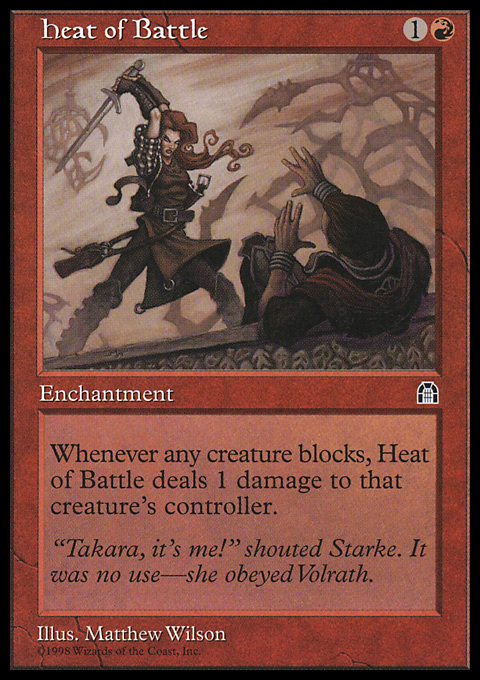 Heat of Battle 1
Enchantment
Whenever any creature blocks, Heat
of Battle deals 1 damage to that
creature's controller.
"Takara, it's me!" shouted Starke. It
was no use—she obeyed Volrath.
Illus. Matthew Wilson
©1998 Wizards of the Coast, Inc.